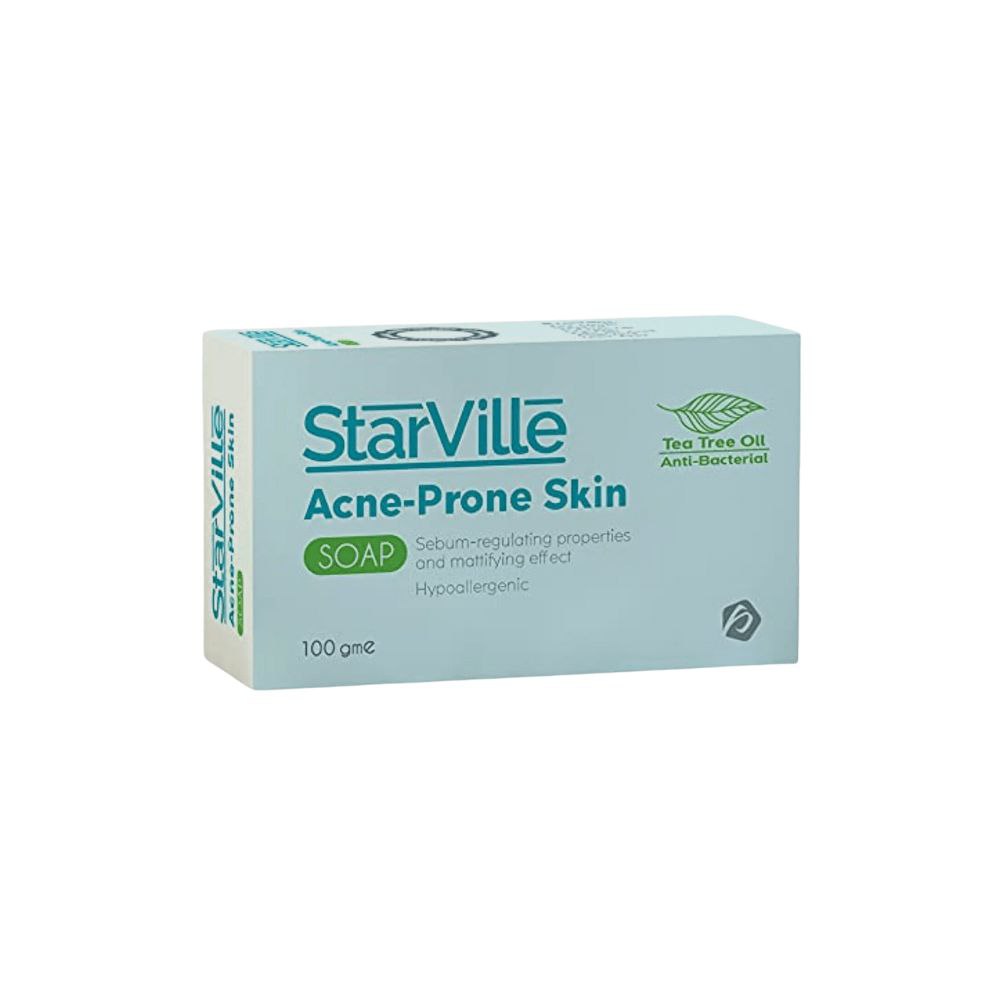 StarVille
Acne-Prone Skin
SOAP
Sebum-regulating properties
and mattifying effect
Hypoallergenic
100 gme
Tea Tree Oil
Anti-Bacterial
StarVille
Acne-Prone Skin
SOAP